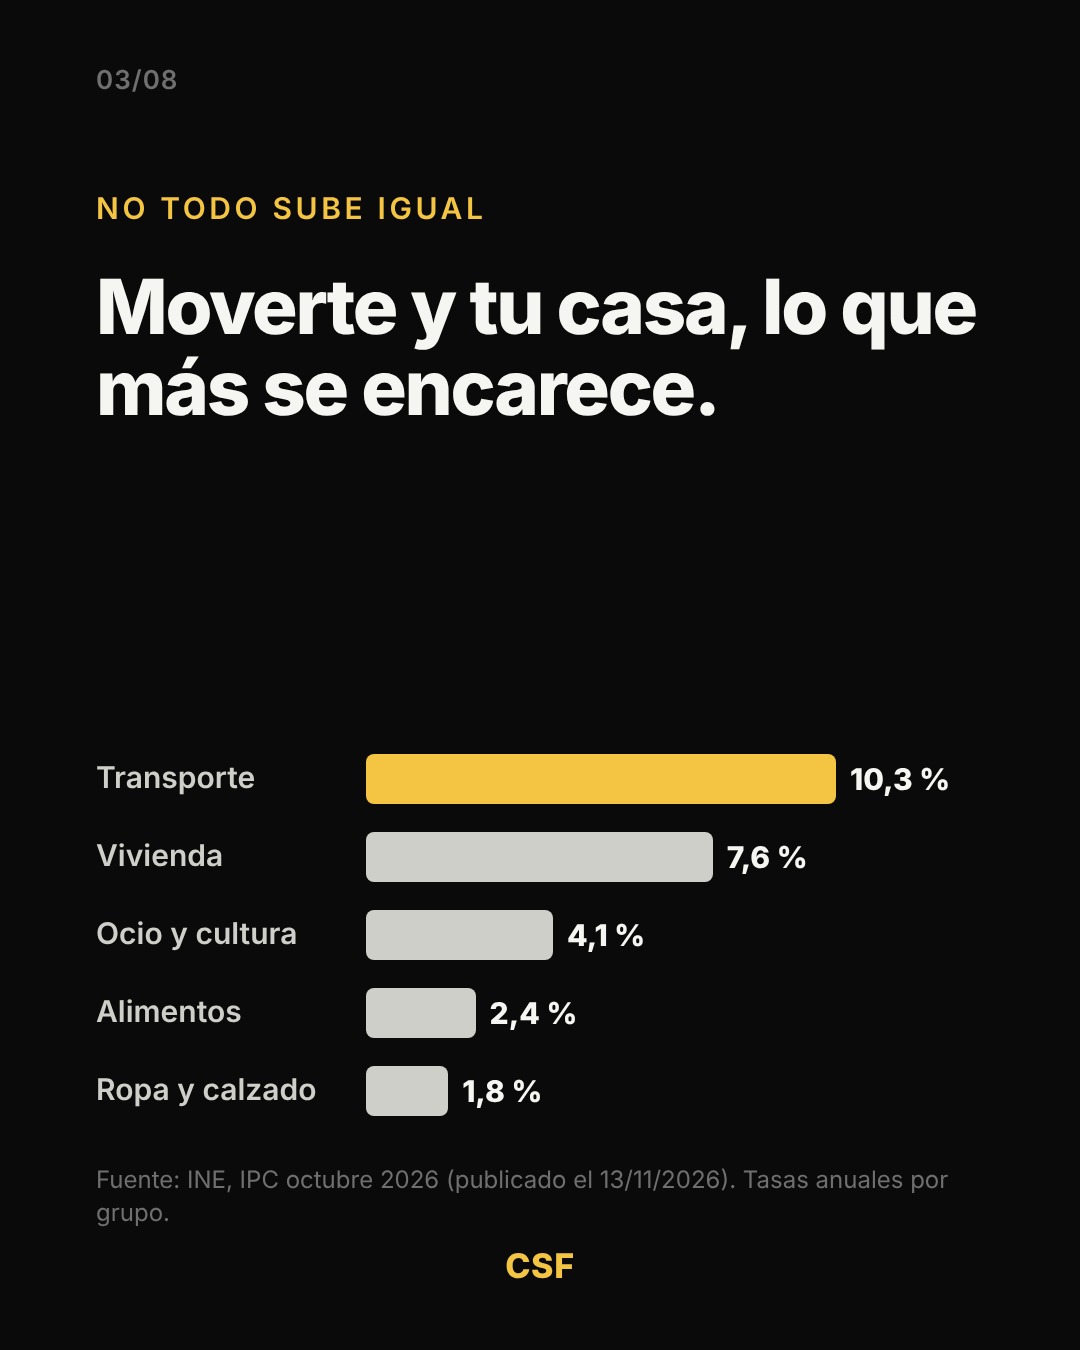 03/08
NO TODO SUBE IGUAL
Moverte y tu casa, lo que
más se encarece.
Transporte 10,3 %
Vivienda 7,6 %
Ocio y cultura 4,1 %
Alimentos 2,4 %
Ropa y calzado 1,8 %
Fuente: INE, IPC octubre 2026 (publicado el 13/11/2026). Tasas anuales por
grupo.
CSF